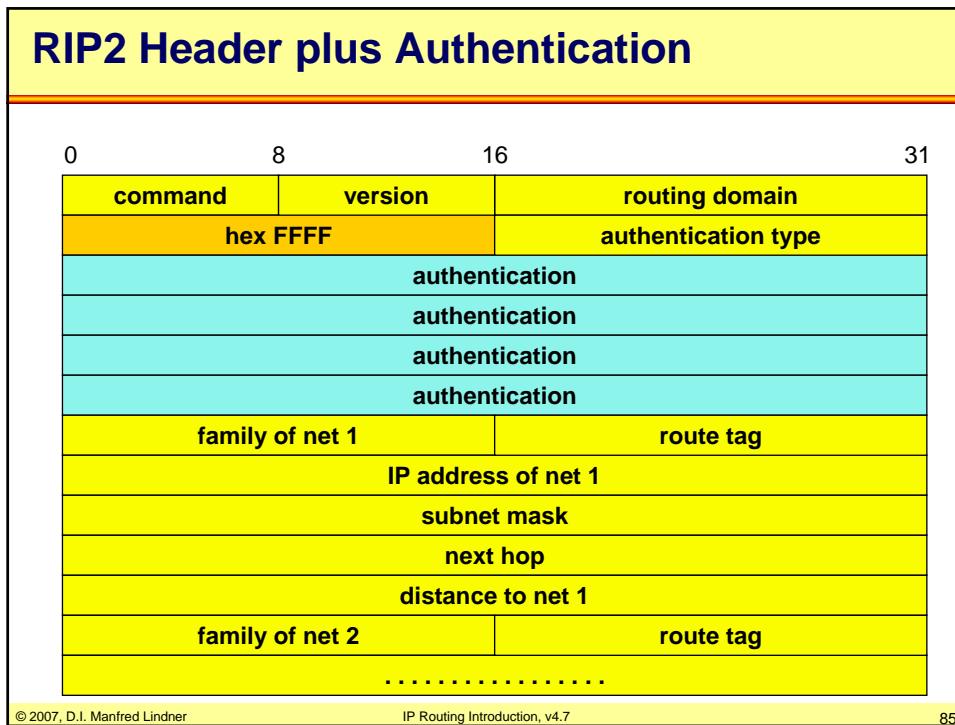 RIP2 Header plus Authentication
0 8 16 31
command version routing domain
hex FFFF authentication type
authentication
authentication
authentication
authentication
family of net 1 route tag
IP address of net 1
subnet mask
next hop
distance to net 1
family of net 2 route tag
. . . . . . . . . . . . . . . . .
© 2007, D.I. Manfred Lindner IP Routing Introduction, v4.7 85